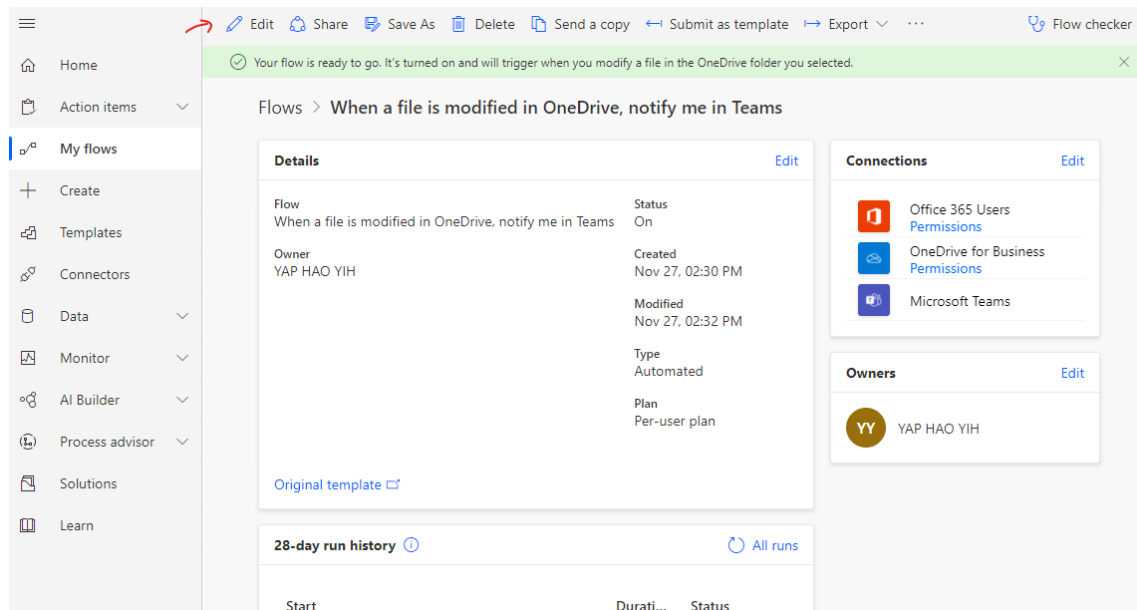 Edit Share Save As Delete Send a copy Submit as template Export ··· Flow checker
Your flow is ready to go. It's turned on and will trigger when you modify a file in the OneDrive folder you selected.
Home
Action items
My flows
Create
Templates
Connectors
Data
Monitor
AI Builder
Process advisor
Solutions
Learn
Flows > When a file is modified in OneDrive, notify me in Teams
Details Edit
Flow
When a file is modified in OneDrive, notify me in Teams
Owner
YAP HAO YIH
Status
On
Created
Nov 27, 02:30 PM
Modified
Nov 27, 02:32 PM
Type
Automated
Plan
Per-user plan
Original template
Connections Edit
Office 365 Users
Permissions
OneDrive for Business
Permissions
Microsoft Teams
Owners Edit
YY YAP HAO YIH
28-day run history All runs
Start Durati... Status